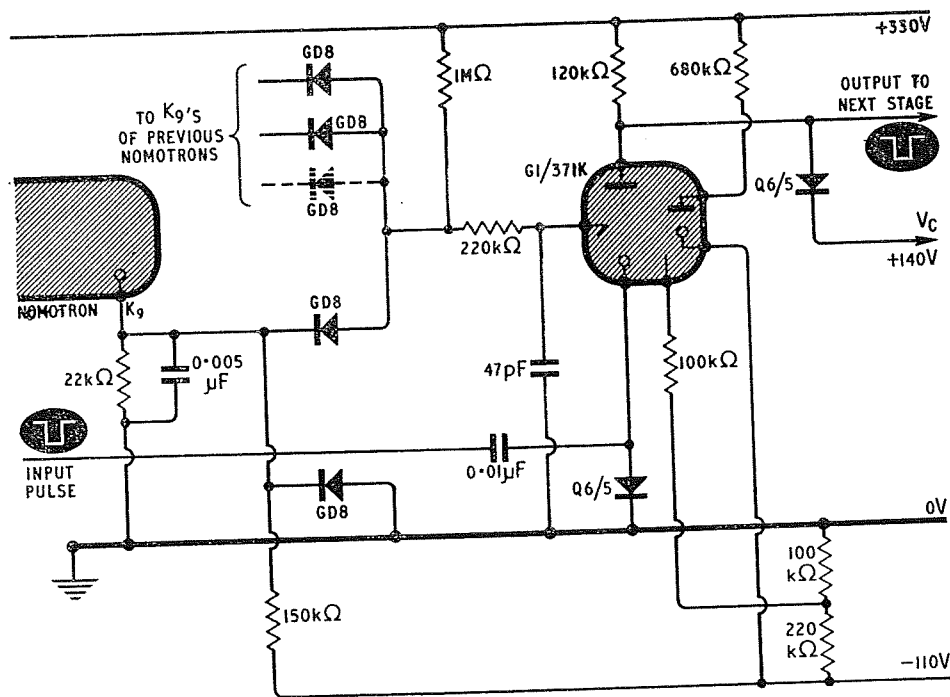 +330V
GD8
1MΩ
120kΩ
680kΩ
OUTPUT TO
NEXT STAGE
TO K9'S
OF PREVIOUS
NOMOTRONS
GD8
G1/371K
Q6/5
GD8
220kΩ
VC
+140V
NOMOTRON
K9
GD8
22kΩ
0·005
µF
47pF
100kΩ
INPUT
PULSE
0·01µF
GD8
Q6/5
0V
100
kΩ
150kΩ
220
kΩ
-110V